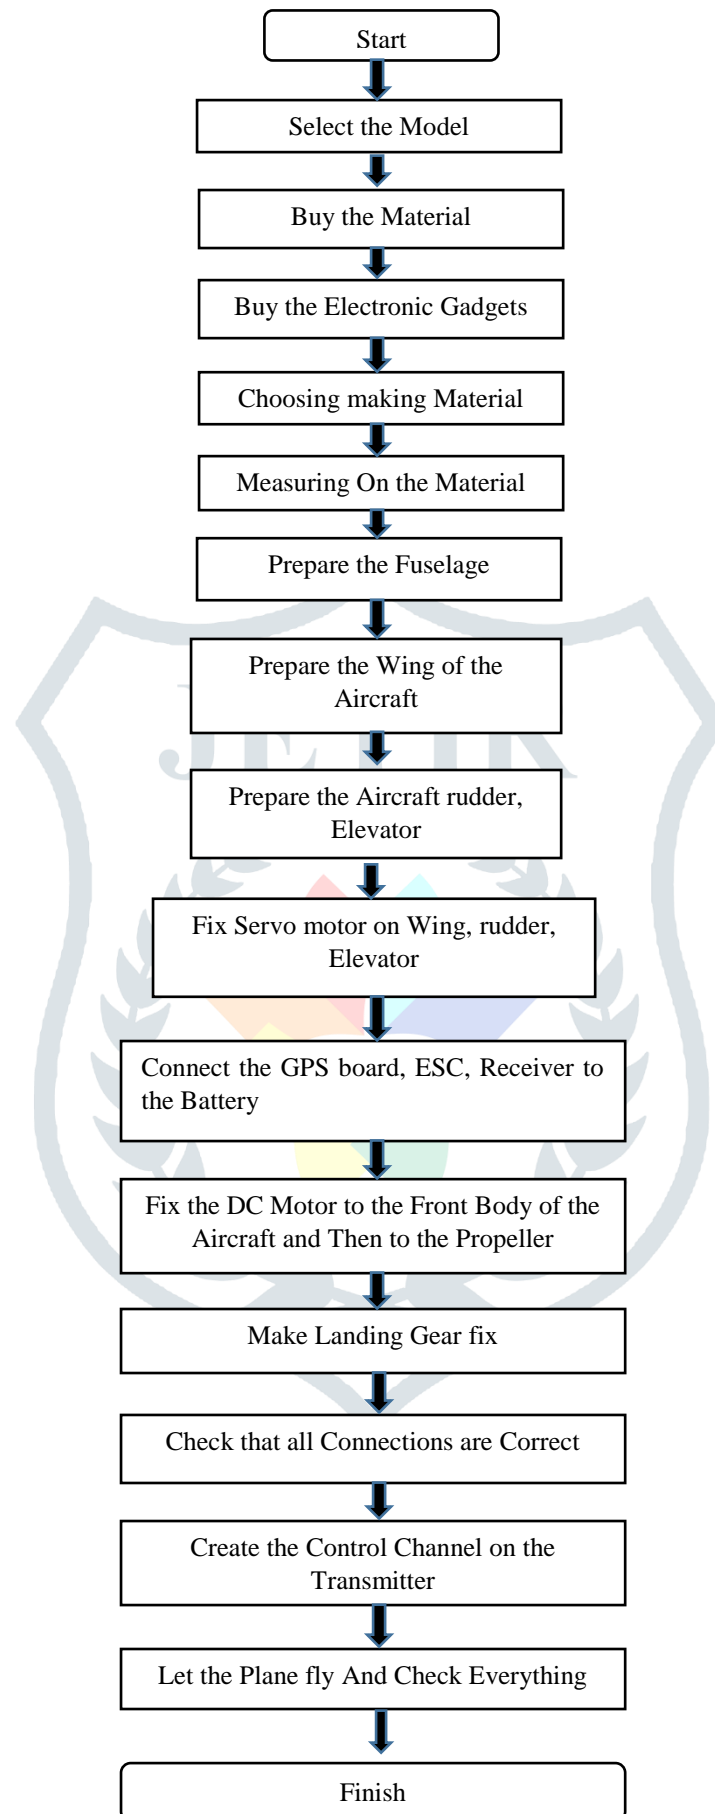 Start
Select the Model
Buy the Material
Buy the Electronic Gadgets
Choosing making Material
Measuring On the Material
Prepare the Fuselage
Prepare the Wing of the
Aircraft
JETIR
Prepare the Aircraft rudder,
Elevator
Fix Servo motor on Wing, rudder,
Elevator
Connect the GPS board, ESC, Receiver to
the Battery
Fix the DC Motor to the Front Body of the
Aircraft and Then to the Propeller
Make Landing Gear fix
Check that all Connections are Correct
Create the Control Channel on the
Transmitter
Let the Plane fly And Check Everything
Finish